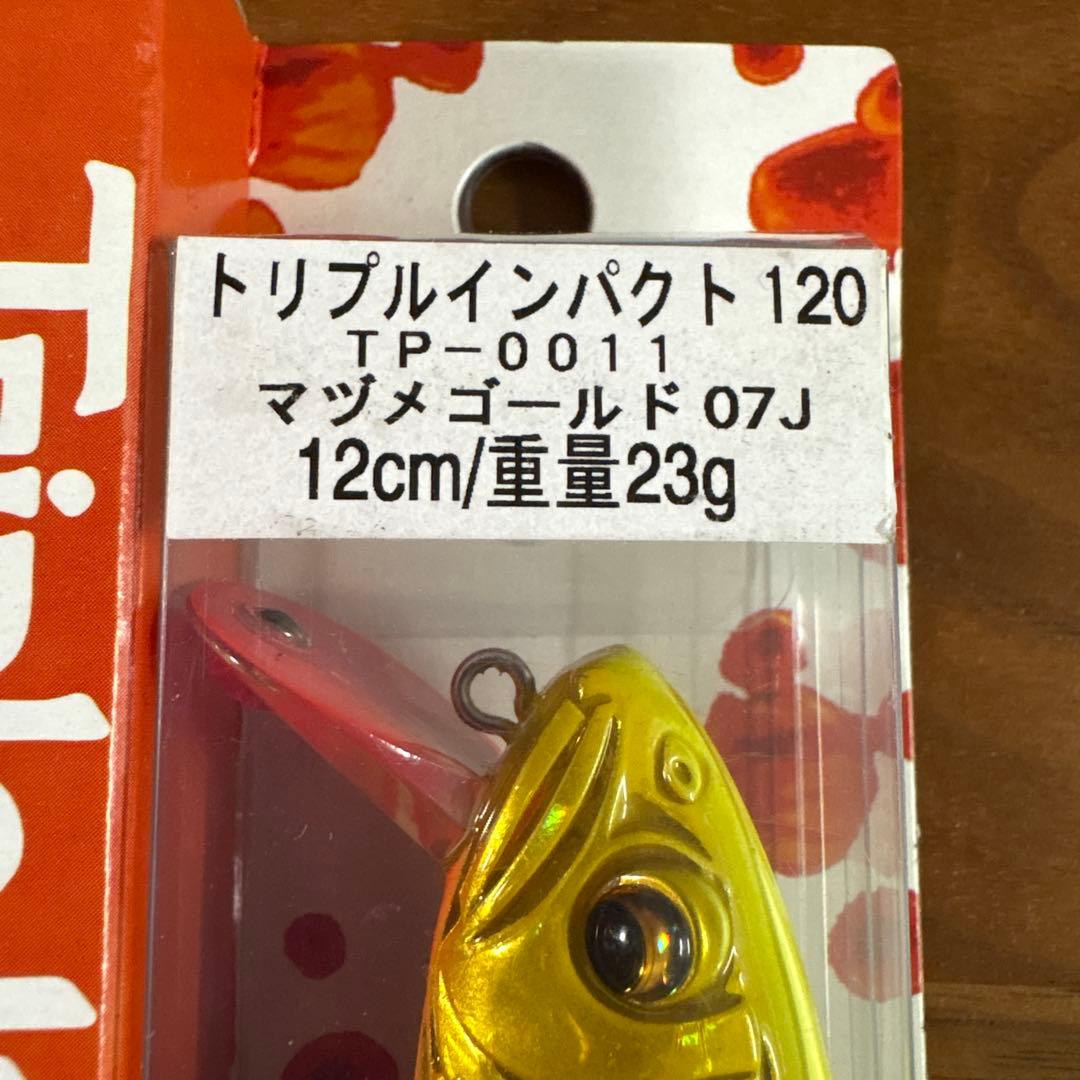 トリプルインパクト 120
TP-0011
マヅメゴールド 07J
12cm/重量23g